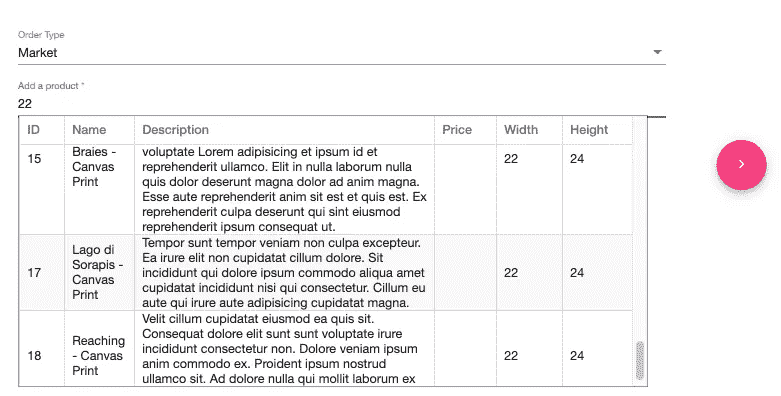 Order Type
Market
Add a product *
22
ID Name Description Price Width Height
15
Braies -
Canvas
Print
voluptate Lorem adipisicing et ipsum id et
reprehenderit ullamco. Elit in nulla laborum nulla
quis dolor deserunt magna dolor ad anim magna.
Esse aute reprehenderit anim sit est et quis est. Ex
reprehenderit culpa deserunt qui sint eiusmod
reprehenderit ipsum consequat ut.
22
24
17
Lago di
Sorapis -
Canvas
Print
Tempor sunt tempor veniam non culpa excepteur.
Ea irure elit non cupidatat cillum dolore. Sit
incididunt qui dolore ipsum commodo aliqua amet
cupidatat incididunt nisi qui consectetur. Cillum eu
aute qui irure aute adipisicing cupidatat magna.
22
24
18
Reaching
- Canvas
Print
Velit cillum cupidatat eiusmod ea quis sit.
Consequat dolore elit sunt sunt voluptate irure
incididunt consectetur non. Dolore veniam ipsum
anim commodo ex. Proident ipsum nostrud
ullamco sit. Ad dolore nulla qui mollit laborum ex
22
24